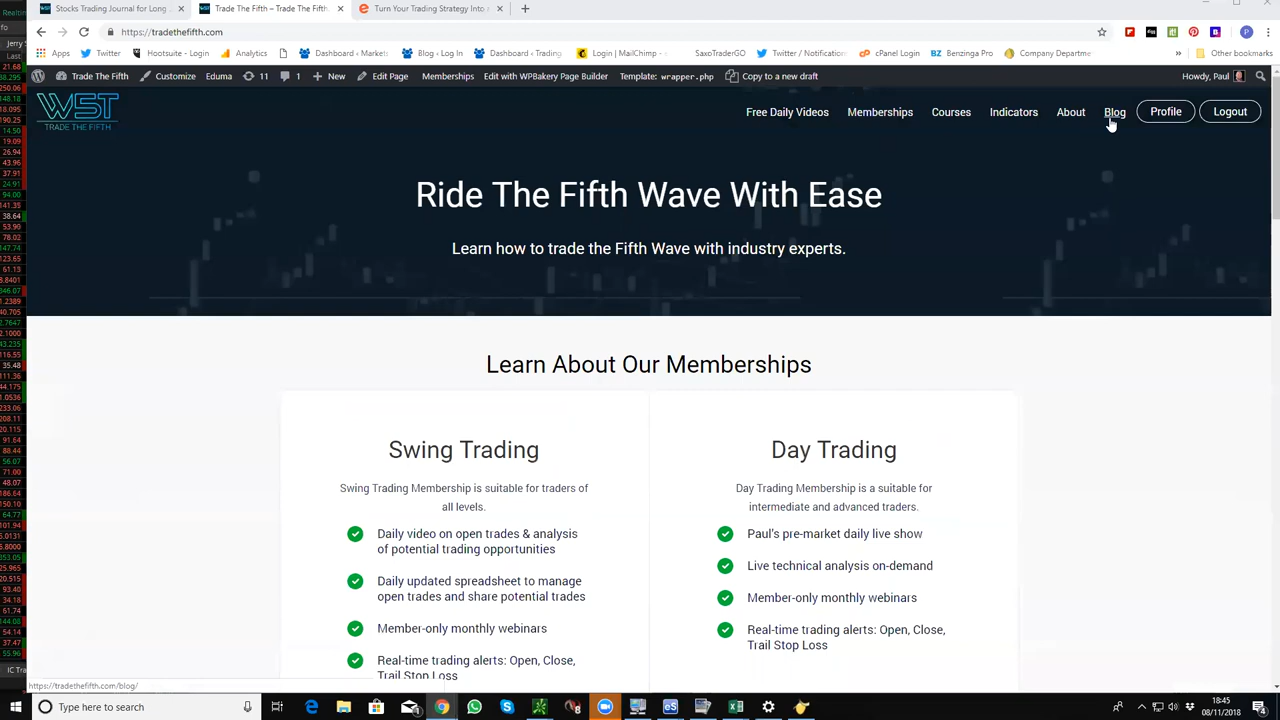 Stocks Trading Journal for Long
Trade The Fifth – Trade The Fifth
Turn Your Trading Strategy Into
https://tradethefifth.com
Apps
Twitter
Hootsuite - Login
Analytics
Dashboard ‹ Market
Blog ‹ Log In
Dashboard ‹ Trading
Login | MailChimp -
SaxoTraderGO
Twitter / Notification
cPanel Login
Benzinga Pro
Company Departme
»
Other bookmarks
Trade The Fifth
Customize
Eduma
11
1
New
Edit Page
Memberships
Edit with WPBakery Page Builder
Template: wrapper.php
Copy to a new draft
Howdy, Paul
WST
TRADE THE FIFTH
Free Daily Videos
Memberships
Courses
Indicators
About
Blog
Profile
Logout
Ride The Fifth Wave With Ease
Learn how to trade the Fifth Wave with industry experts.
Learn About Our Memberships
Swing Trading
Swing Trading Membership is suitable for traders of
all levels.
Daily video on open trades & analysis
of potential trading opportunities
Daily updated spreadsheet to manage
open trades and share potential trades
Member-only monthly webinars
Real-time trading alerts: Open, Close,
Trail Stop Loss
Day Trading
Day Trading Membership is a suitable for
intermediate and advanced traders.
Paul's pre-market daily live show
Live technical analysis on-demand
Member-only monthly webinars
Real-time trading alerts: Open, Close,
Trail Stop Loss
https://tradethefifth.com/blog/
Type here to search
18:45
08/11/2018